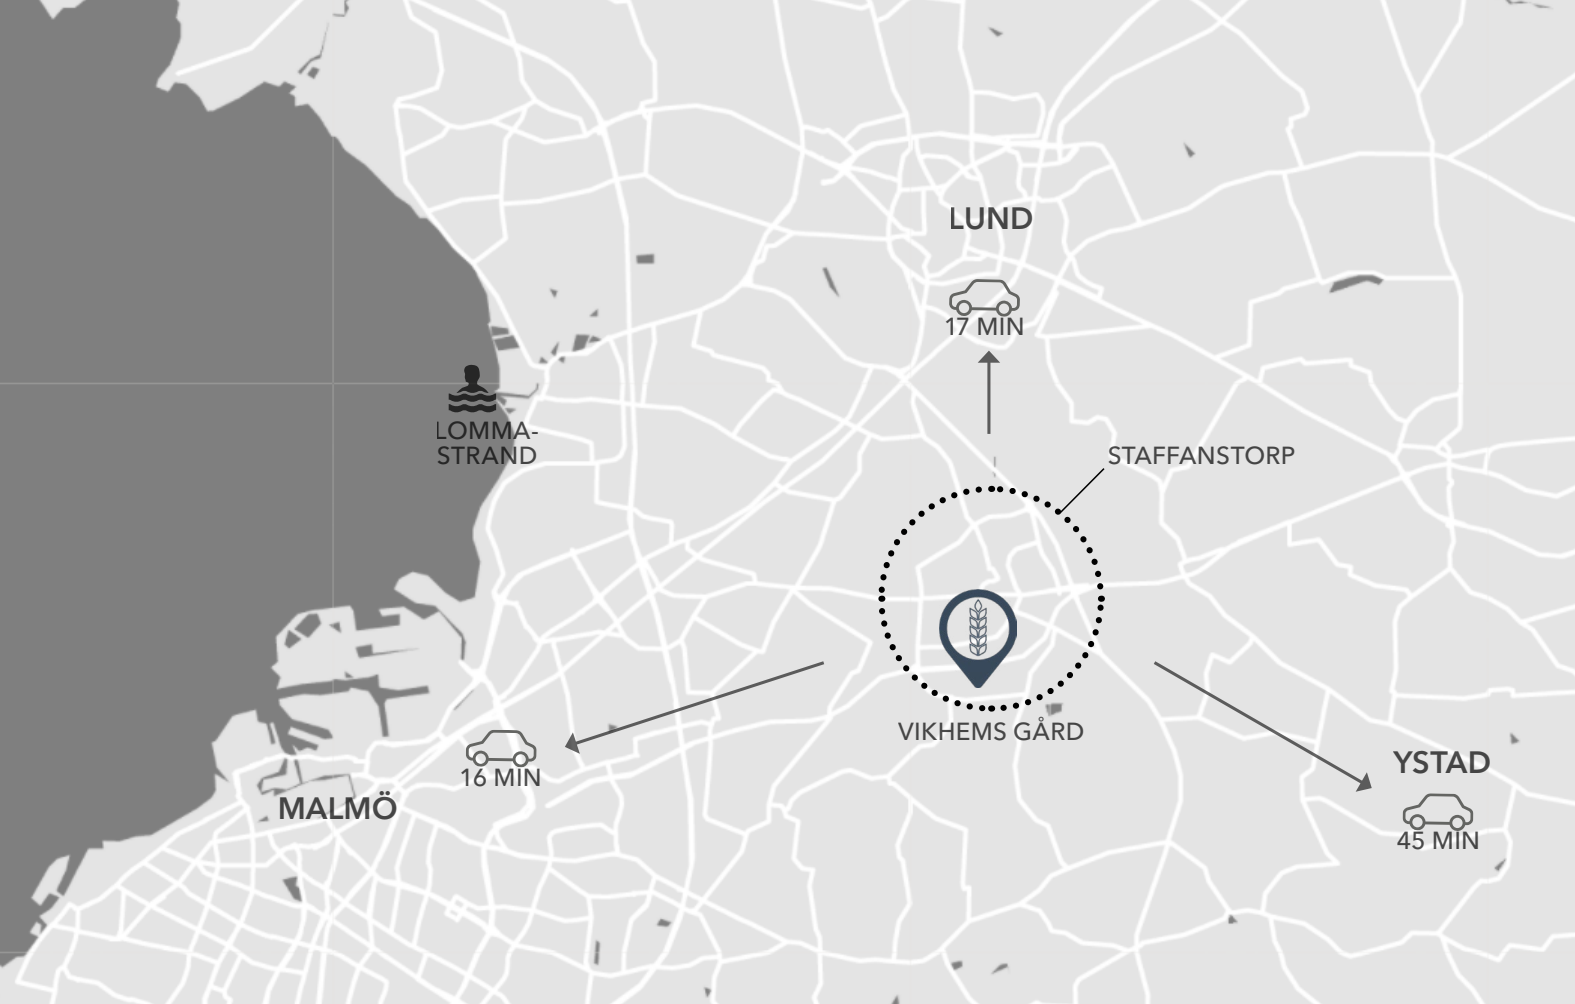 LUND
17 MIN
LOMMA-
STRAND
STAFFANSTORP
VIKHEMS GÅRD
16 MIN
MALMÖ
YSTAD
45 MIN